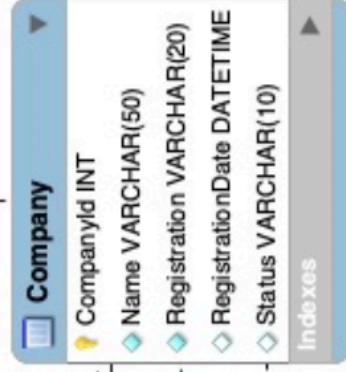 Company
CompanyId INT
Name VARCHAR(50)
Registration VARCHAR(20)
RegistrationDate DATETIME
Status VARCHAR(10)
Indexes